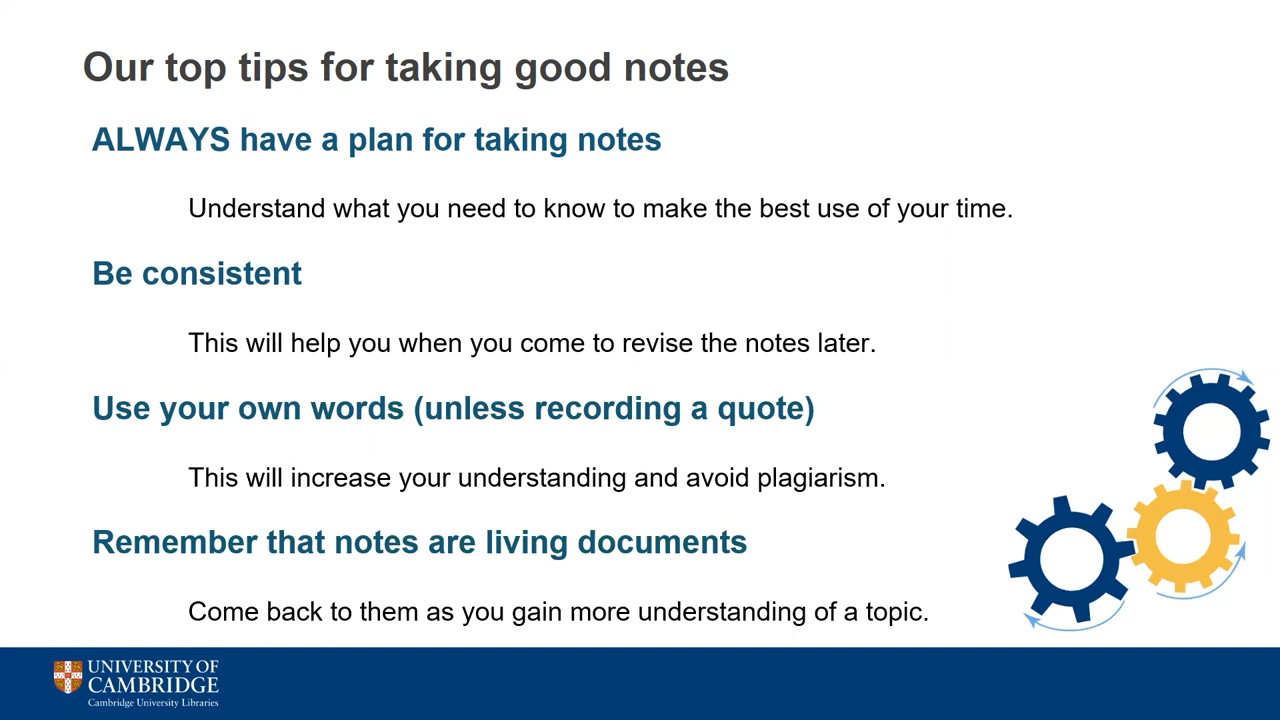 Our top tips for taking good notes
ALWAYS have a plan for taking notes
Understand what you need to know to make the best use of your time.
Be consistent
This will help you when you come to revise the notes later.
Use your own words (unless recording a quote)
This will increase your understanding and avoid plagiarism.
Remember that notes are living documents
Come back to them as you gain more understanding of a topic.
UNIVERSITY OF
CAMBRIDGE
Cambridge University Libraries